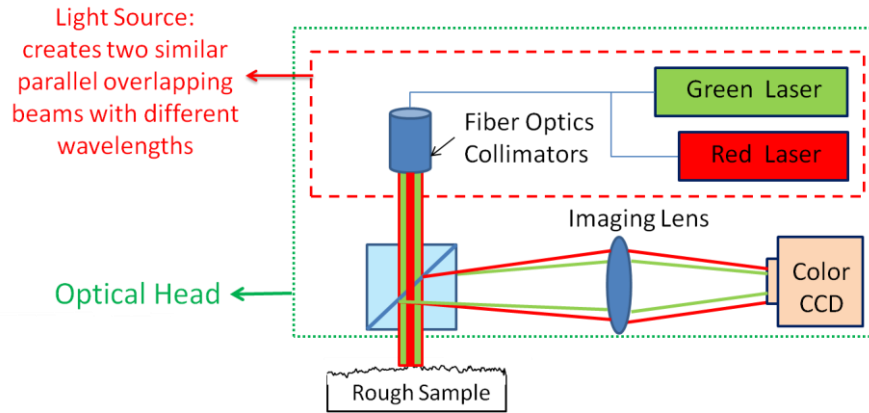 Light Source:
creates two similar
parallel overlapping
beams with different
wavelengths
Green Laser
Fiber Optics
Collimators
Red Laser
Imaging Lens
Color
CCD
Optical Head
Rough Sample